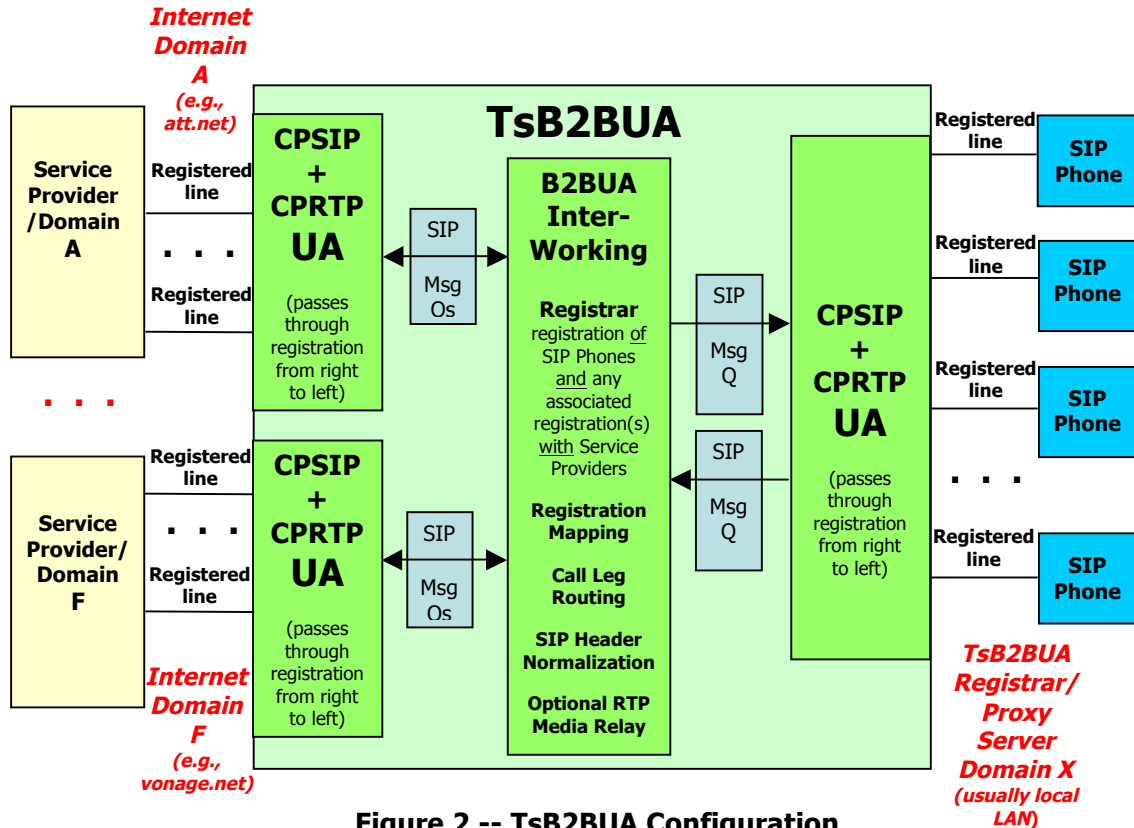 Internet
Domain
A
(e.g.,
att.net)
Service
Provider
/Domain
A
Registered
line
. . .
Registered
line
. . .
Service
Provider/
Domain
F
Registered
line
. . .
Registered
line
Internet
Domain
F
(e.g.,
vonage.net)
TsB2BUA
CPSIP
+
CPRTP
UA
(passes
through
registration
from right
to left)
CPSIP
+
CPRTP
UA
(passes
through
registration
from right
to left)
SIP
Msg
Qs
SIP
Msg
Qs
B2BUA
Inter-
Working
Registrar
registration of
SIP Phones
and any
associated
registration(s)
with Service
Providers
Registration
Mapping
Call Leg
Routing
SIP Header
Normalization
Optional RTP
Media Relay
SIP
Msg
Q
SIP
Msg
Q
CPSIP
+
CPRTP
UA
(passes
through
registration
from right
to left)
Registered
line
SIP
Phone
Registered
line
SIP
Phone
Registered
line
SIP
Phone
. . .
Registered
line
SIP
Phone
TsB2BUA
Registrar/
Proxy
Server
Domain X
(usually local
LAN)
Figure 2 -- TsB2BUA Configuration